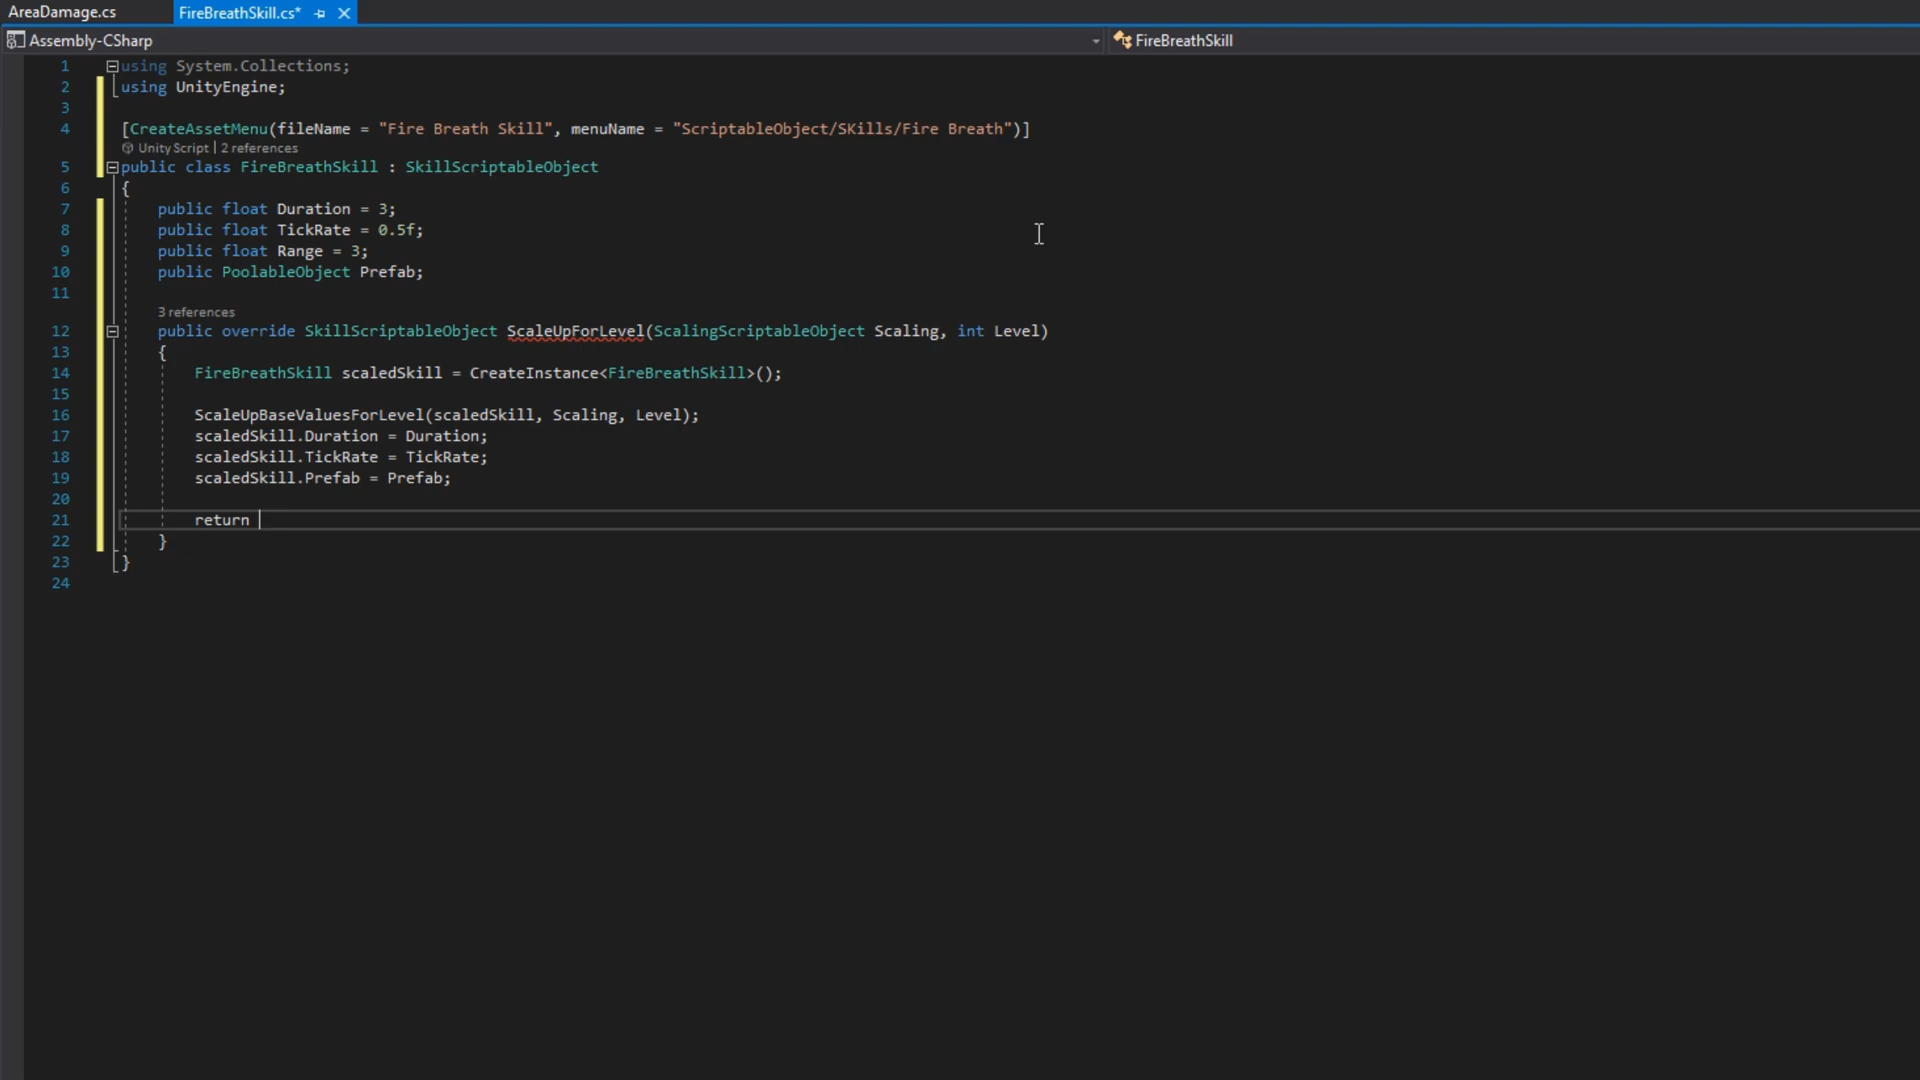 AreaDamage.cs
FireBreathSkill.cs*
Assembly-CSharp
FireBreathSkill
1 using System.Collections;
2 using UnityEngine;
3
4 [CreateAssetMenu(fileName = "Fire Breath Skill", menuName = "ScriptableObject/SKills/Fire Breath")]
Unity Script | 2 references
5 public class FireBreathSkill : SkillScriptableObject
6 {
7 public float Duration = 3;
8 public float TickRate = 0.5f;
9 public float Range = 3;
10 public PoolableObject Prefab;
11
3 references
12 public override SkillScriptableObject ScaleUpForLevel(ScalingScriptableObject Scaling, int Level)
13 {
14 FireBreathSkill scaledSkill = CreateInstance<FireBreathSkill>();
15
16 ScaleUpBaseValuesForLevel(scaledSkill, Scaling, Level);
17 scaledSkill.Duration = Duration;
18 scaledSkill.TickRate = TickRate;
19 scaledSkill.Prefab = Prefab;
20
21 return
22 }
23 }
24